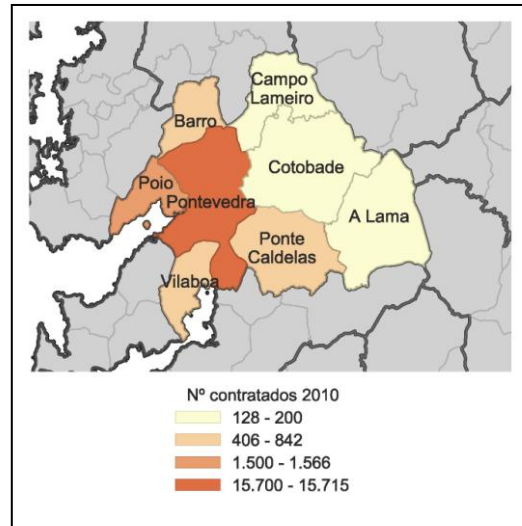 Campo
Lameiro
Barro
Cotobade
Poio
Pontevedra
A Lama
Ponte
Caldelas
Vilaboa
Nº contratados 2010
128 - 200
406 - 842
1.500 - 1.566
15.700 - 15.715